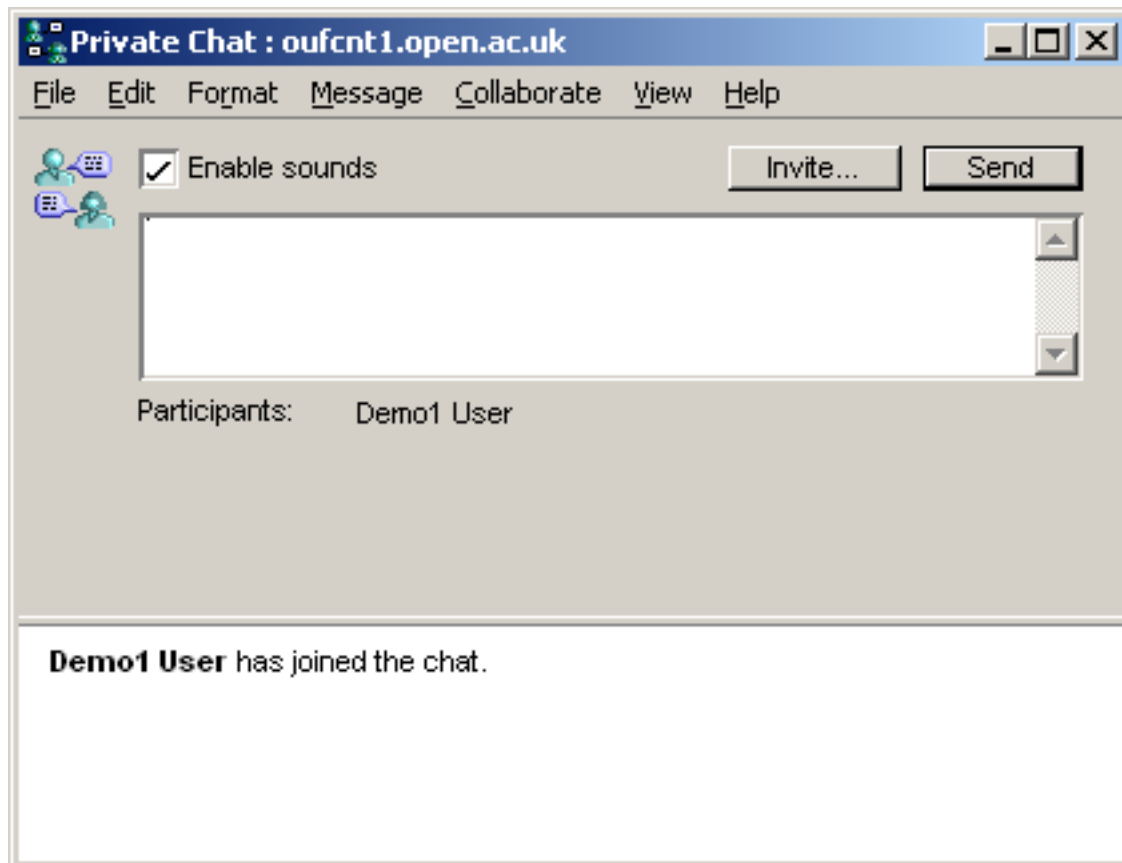 Private Chat : oufcnt1.open.ac.uk
File Edit Format Message Collaborate View Help
Enable sounds Invite... Send
Participants: Demo1 User
Demo1 User has joined the chat.